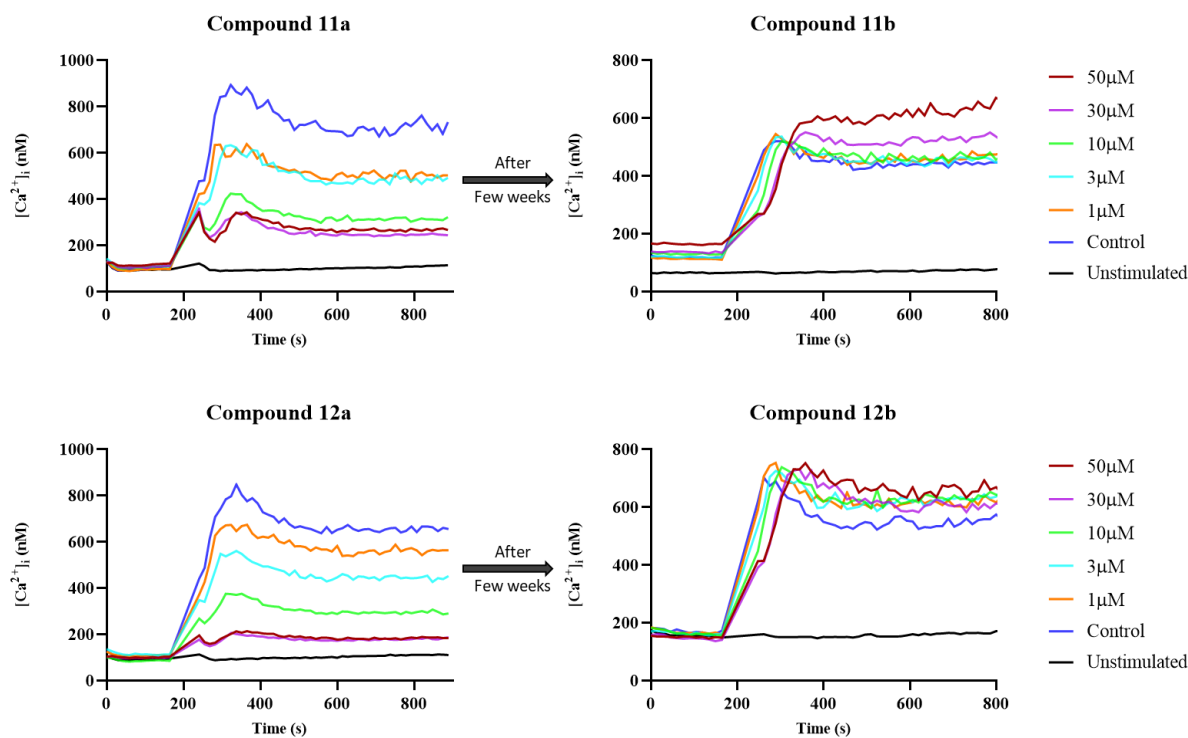 Compound 11a
[Ca²⁺]ᵢ (nM)
1000
800
600
400
200
0
0 200 400 600 800
Time (s)
After
Few weeks
Compound 11b
[Ca²⁺]ᵢ (nM)
800
600
400
200
0
0 200 400 600 800
Time (s)
50μM
30μM
10μM
3μM
1μM
Control
Unstimulated
Compound 12a
[Ca²⁺]ᵢ (nM)
1000
800
600
400
200
0
0 200 400 600 800
Time (s)
After
Few weeks
Compound 12b
[Ca²⁺]ᵢ (nM)
800
600
400
200
0
0 200 400 600 800
Time (s)
50μM
30μM
10μM
3μM
1μM
Control
Unstimulated